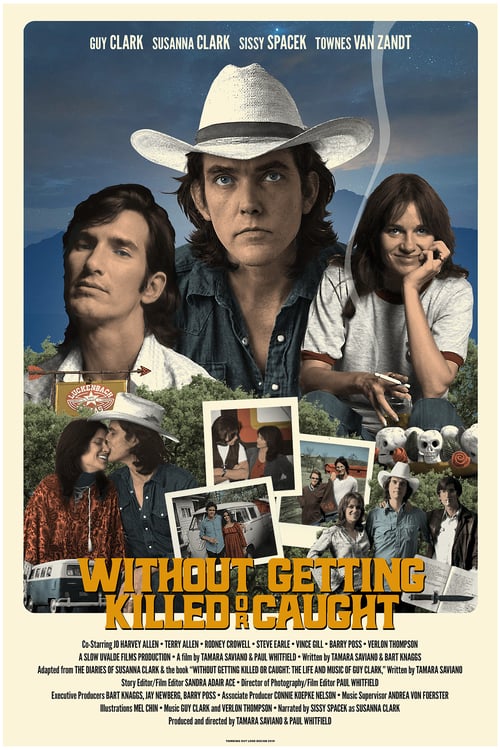 GUY CLARK SUSANNA CLARK SISSY SPACEK TOWNES VAN ZANDT
LUCKENBACH
WITHOUT GETTING
KILLED OR CAUGHT
Co-Starring JO HARVEY ALLEN • TERRY ALLEN • RODNEY CROWELL • STEVE EARLE • VINCE GILL • BARRY POSS • VERLON THOMPSON
A SLOW UVALDE FILMS PRODUCTION • A film by TAMARA SAVIANO & PAUL WHITFIELD • Written by TAMARA SAVIANO & BART KNAGGS
Adapted from THE DIARIES OF SUSANNA CLARK & the book "WITHOUT GETTING KILLED OR CAUGHT: THE LIFE AND MUSIC OF GUY CLARK," Written by TAMARA SAVIANO
Story Editor/Film Editor SANDRA ADAIR ACE • Director of Photography/Film Editor PAUL WHITFIELD
Executive Producers BART KNAGGS, JAY NEWBERG, BARRY POSS • Associate Producer CONNIE KOEPKE NELSON • Music Supervisor ANDREA VON FOERSTER
Illustrations MEL CHIN • Music GUY CLARK and VERLON THOMPSON • Narrated by SISSY SPACEK as SUSANNA CLARK
Produced and directed by TAMARA SAVIANO & PAUL WHITFIELD